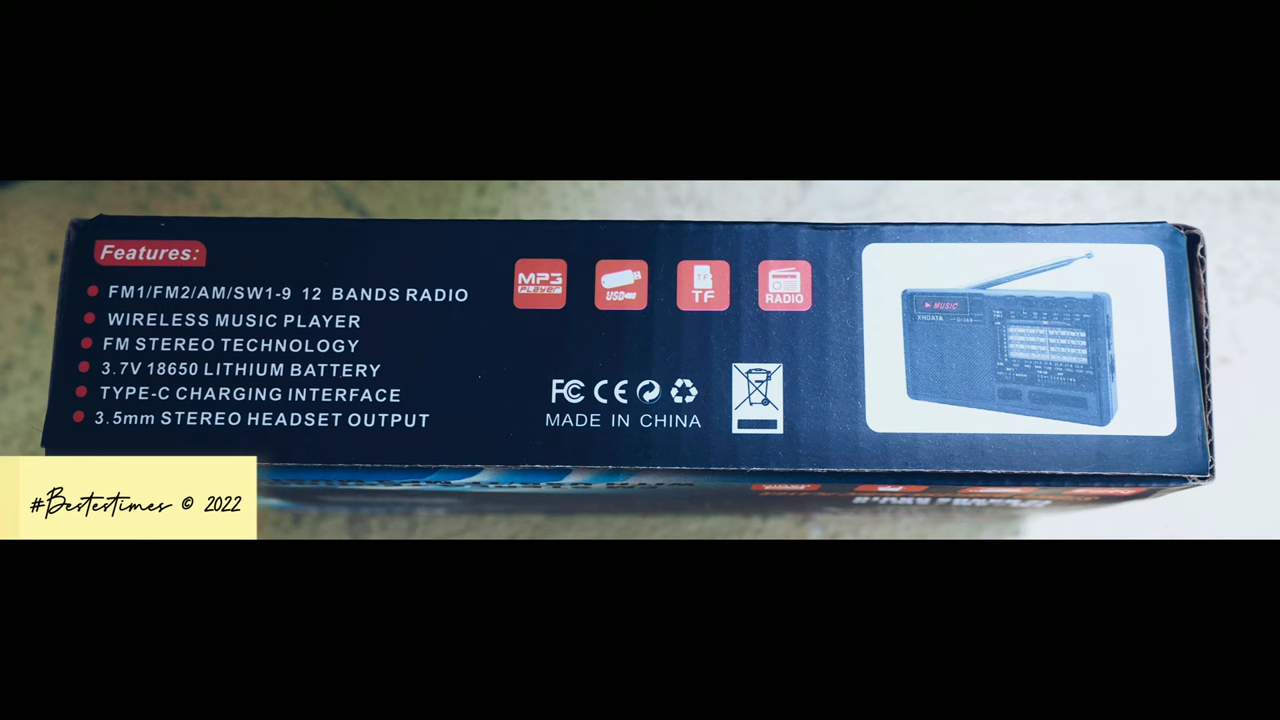 Features:
FM1/FM2/AM/SW1-9 12 BANDS RADIO
WIRELESS MUSIC PLAYER
FM STEREO TECHNOLOGY
3.7V 18650 LITHIUM BATTERY
TYPE-C CHARGING INTERFACE
3.5mm STEREO HEADSET OUTPUT
MP3
PLAYER
USB
TF
TF
RADIO
FC CE
MADE IN CHINA
MUSIC
XHDATA
#Bestestimes © 2022